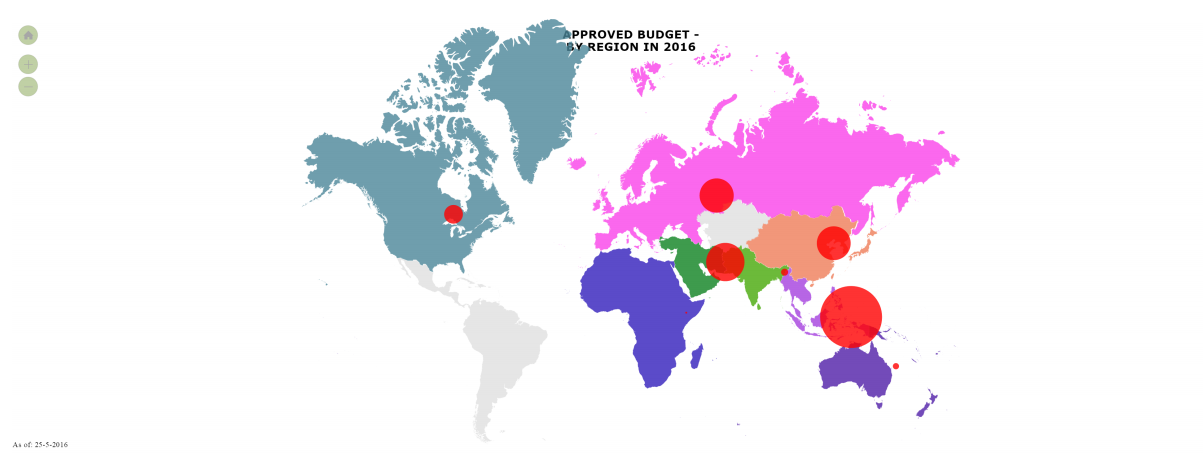 APPROVED BUDGET -
BY REGION IN 2016
As of: 25-5-2016